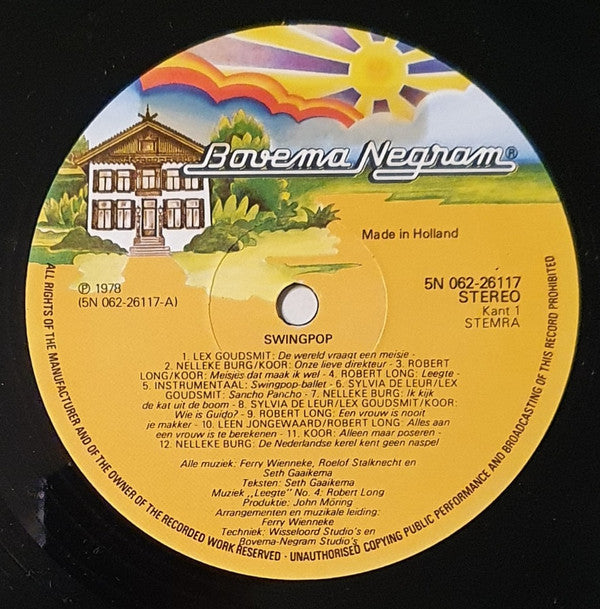 Bovema Negram®
Made in Holland
℗ 1978
(5N 062-26117-A)
5N 062-26117
STEREO
Kant 1
STEMRA
SWINGPOP
1. LEX GOUDSMIT: De wereld vraagt een meisje -
2. NELLEKE BURG/KOOR: Onze lieve direkteur - 3. ROBERT
LONG/KOOR: Meisjes dat maak ik wel - 4. ROBERT LONG: Leegte -
5. INSTRUMENTAAL: Swingpop-ballet - 6. SYLVIA DE LEUR/LEX
GOUDSMIT: Sancho Pancho - 7. NELLEKE BURG: Ik kijk
de kat uit de boom - 8. SYLVIA DE LEUR/LEX GOUDSMIT/KOOR:
Wie is Guido? - 9. ROBERT LONG: Een vrouw is nooit
je makker - 10. LEEN JONGEWAARD/ROBERT LONG: Alles aan
een vrouw is te berekenen - 11. KOOR: Alleen maar poseren -
12. NELLEKE BURG: De Nederlandse kerel kent geen naspel
Alle muziek: Ferry Wienneke, Roelof Stalknecht en
Seth Gaaikema
Teksten: Seth Gaaikema
Muziek „Leegte" No. 4: Robert Long
Produktie: John Möring
Arrangementen en muzikale leiding:
Ferry Wienneke
Techniek: Wisseloord Studio's en
Bovema-Negram Studio's
ALL RIGHTS OF THE MANUFACTURER AND OF THE OWNER OF THE RECORDED WORK RESERVED - UNAUTHORISED COPYING PUBLIC PERFORMANCE AND BROADCASTING OF THIS RECORD PROHIBITED